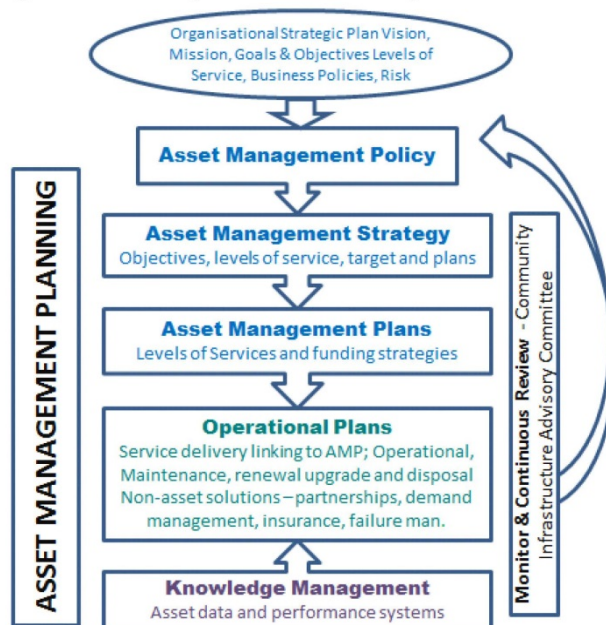 Organisational Strategic Plan Vision,
Mission, Goals & Objectives Levels of
Service, Business Policies, Risk
Asset Management Policy
ASSET MANAGEMENT PLANNING
Asset Management Strategy
Objectives, levels of service, target and plans
Asset Management Plans
Levels of Services and funding strategies
Operational Plans
Service delivery linking to AMP; Operational,
Maintenance, renewal upgrade and disposal
Non-asset solutions – partnerships, demand
management, insurance, failure man.
Knowledge Management
Asset data and performance systems
Monitor & Continuous Review - Community
Infrastructure Advisory Committee